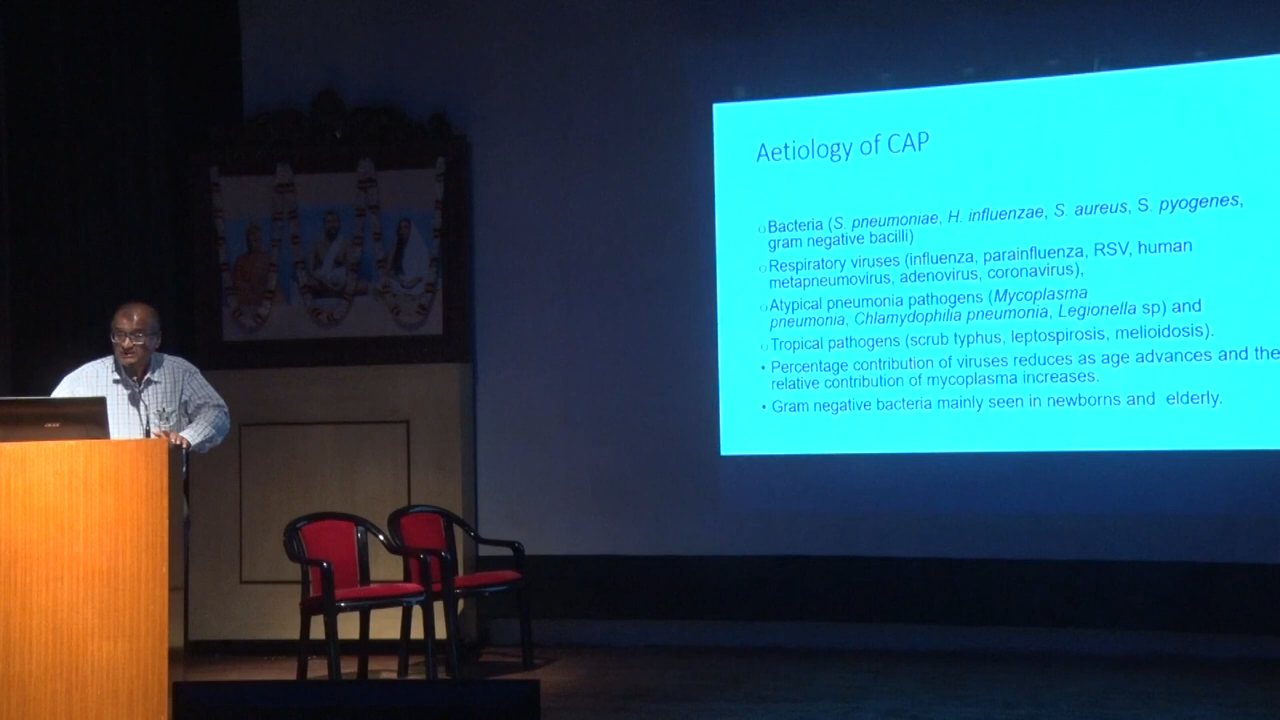 Aetiology of CAP
Bacteria (S. pneumoniae, H. influenzae, S. aureus, S. pyogenes,
gram negative bacilli)
Respiratory viruses (influenza, parainfluenza, RSV, human
metapneumovirus, adenovirus, coronavirus),
Atypical pneumonia pathogens (Mycoplasma
pneumonia, Chlamydophilia pneumonia, Legionella sp) and
Tropical pathogens (scrub typhus, leptospirosis, melioidosis).
• Percentage contribution of viruses reduces as age advances and the
relative contribution of mycoplasma increases.
• Gram negative bacteria mainly seen in newborns and elderly.
acer